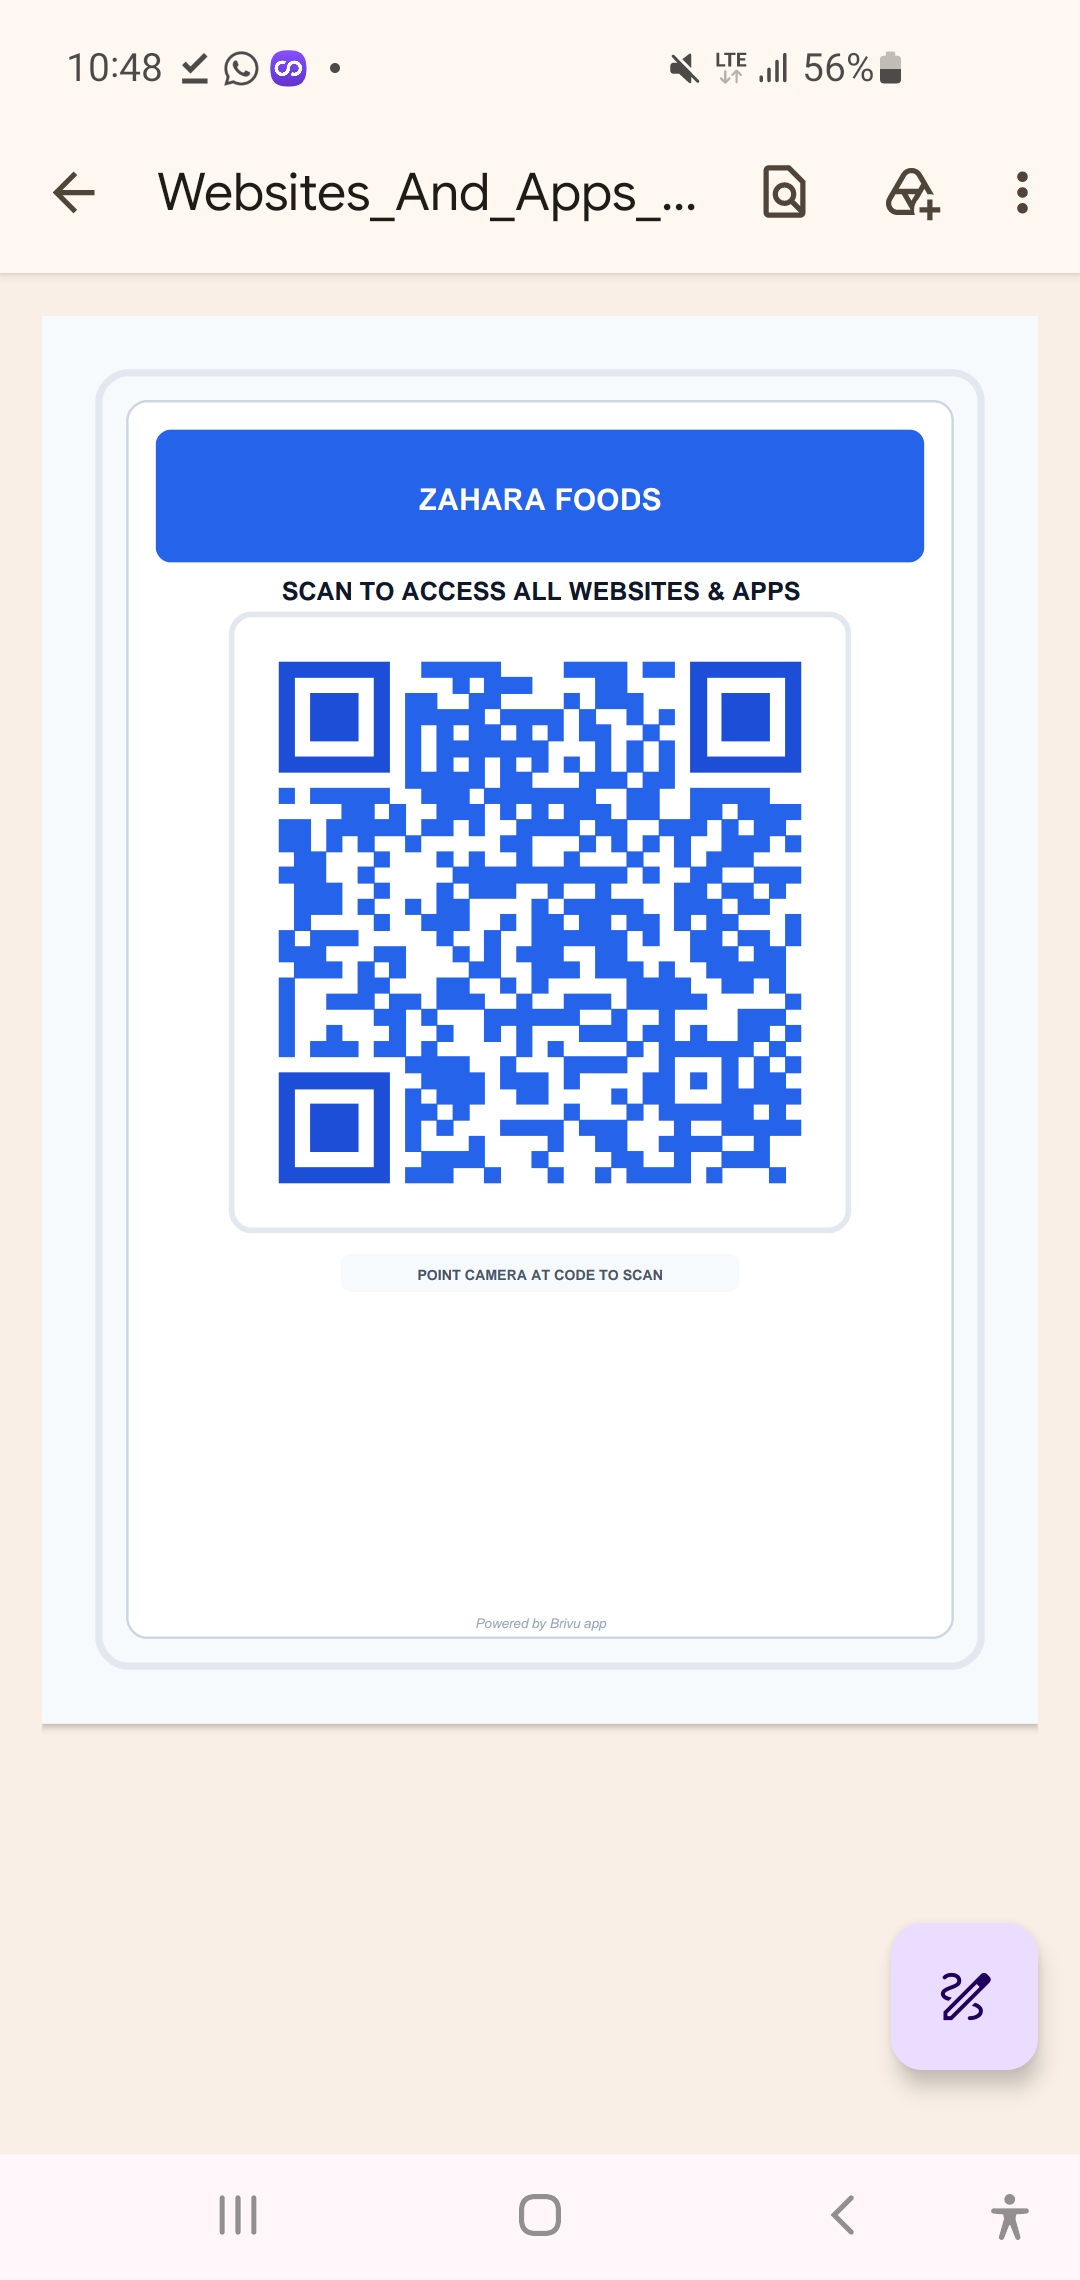 10:48
LTE
56%
Websites_And_Apps_...
ZAHARA FOODS
SCAN TO ACCESS ALL WEBSITES & APPS
POINT CAMERA AT CODE TO SCAN
Powered by Brivu app